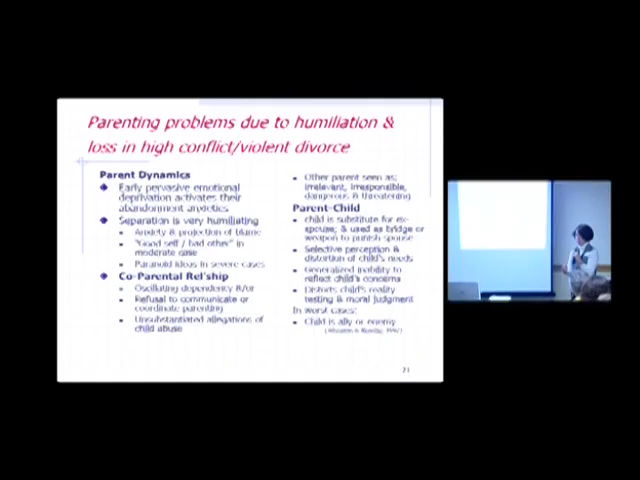 Parenting problems due to humiliation &
loss in high conflict/violent divorce
Parent Dynamics
Early pervasive emotional
deprivation activates their
abandonment anxieties
Separation is very humiliating
Anxiety & projection of blame
"Good self / bad other" in
moderate case
Paranoid ideas in severe cases
Co-Parental Rel'ship
Oscillating dependency &/or
Refusal to communicate or
coordinate parenting
Unsubstantiated allegations of
child abuse
Other parent seen as;
irrelevant, irresponsible,
dangerous & threatening
Parent-Child
child is substitute for ex-
spouse; & used as bridge or
weapon to punish spouse
Selective perception &
distortion of child's needs
Generalized inability to
reflect child's concerns
Distorts child's reality
testing & moral judgment
In worst cases:
Child is ally or enemy
21